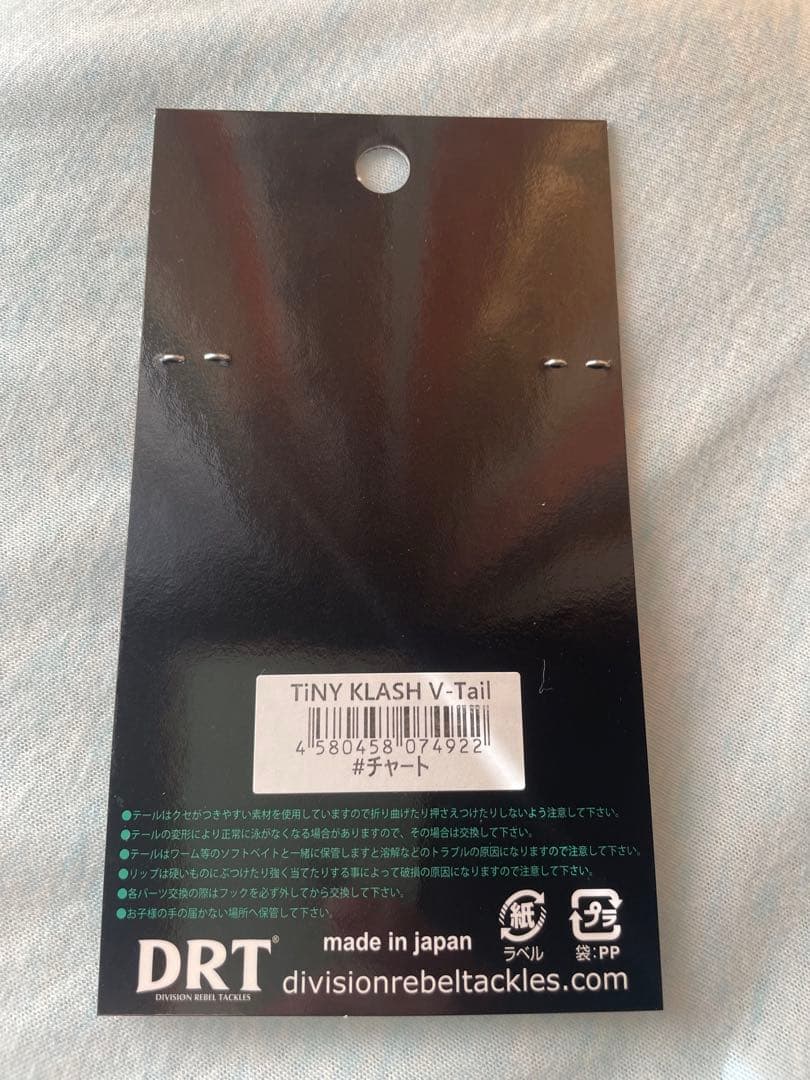 TiNY KLASH V-Tail
4 580458 074922
#チャート
●テールはクセがつきやすい素材を使用していますので折り曲げたり押さえつけたりしないよう注意して下さい。
●テールの変形により正常に泳がなくなる場合がありますので、その場合は交換して下さい。
●テールはワーム等のソフトベイトと一緒に保管しますと溶解などのトラブルの原因になりますので注意して下さい。
●リップは硬いものにぶつけたり強く当てたりする事によって破損の原因になりますので注意して下さい。
●各パーツ交換の際はフックを必ず外してから交換して下さい。
●お子様の手の届かない場所へ保管して下さい。
紙
ラベル
プラ
袋：PP
DRT®
DIVISION REBEL TACKLES
made in japan
divisionrebeltackles.com